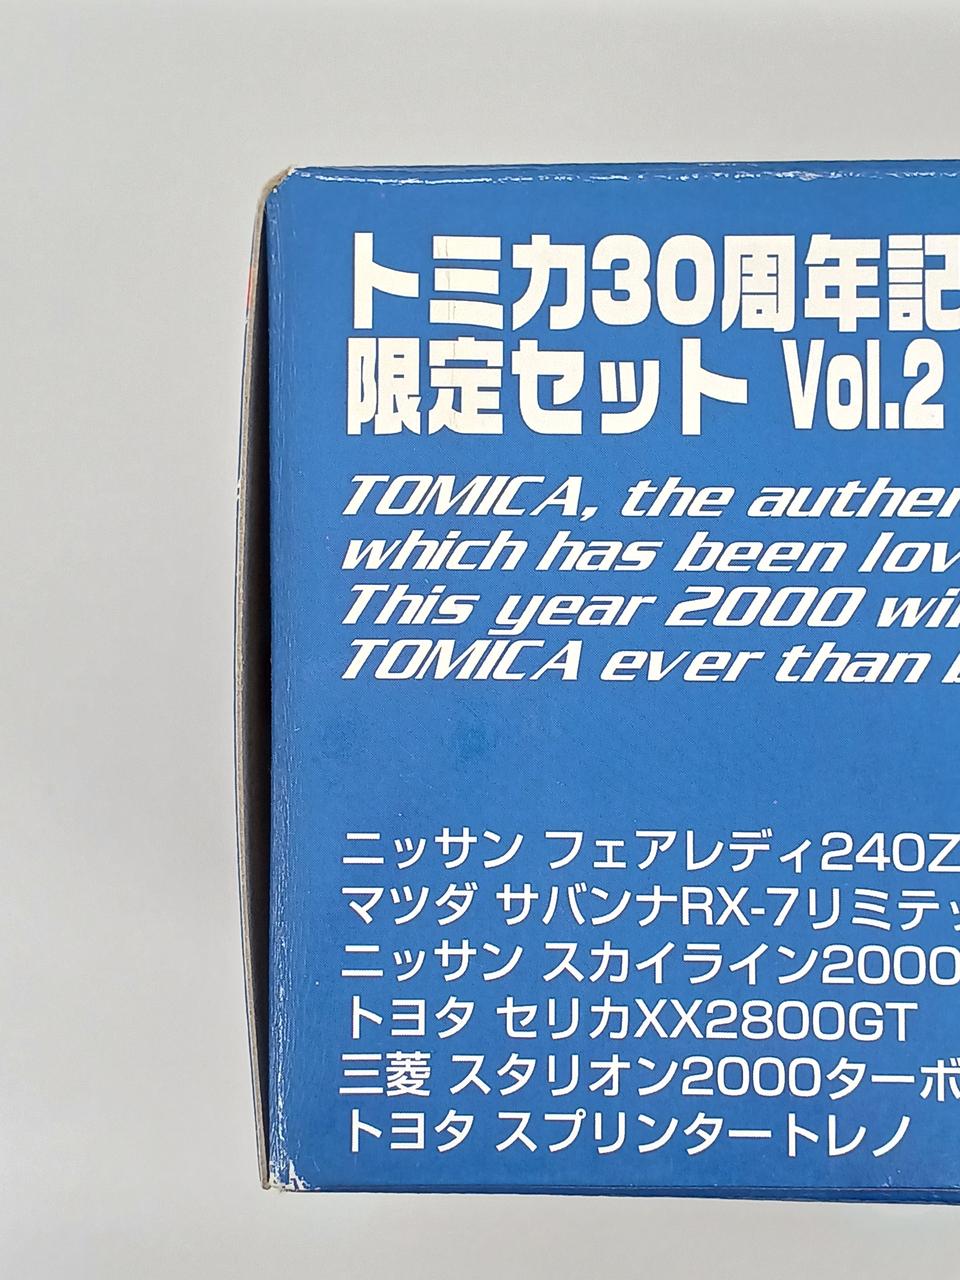 トミカ30周年記
限定セット Vol.2
TOMICA, the authen
which has been lov
This year 2000 wil
TOMICA ever than b
ニッサン フェアレディ240Z
マツダ サバンナRX-7リミテッ
ニッサン スカイライン2000
トヨタ セリカXX2800GT
三菱 スタリオン2000ターボ
トヨタ スプリンタートレノ